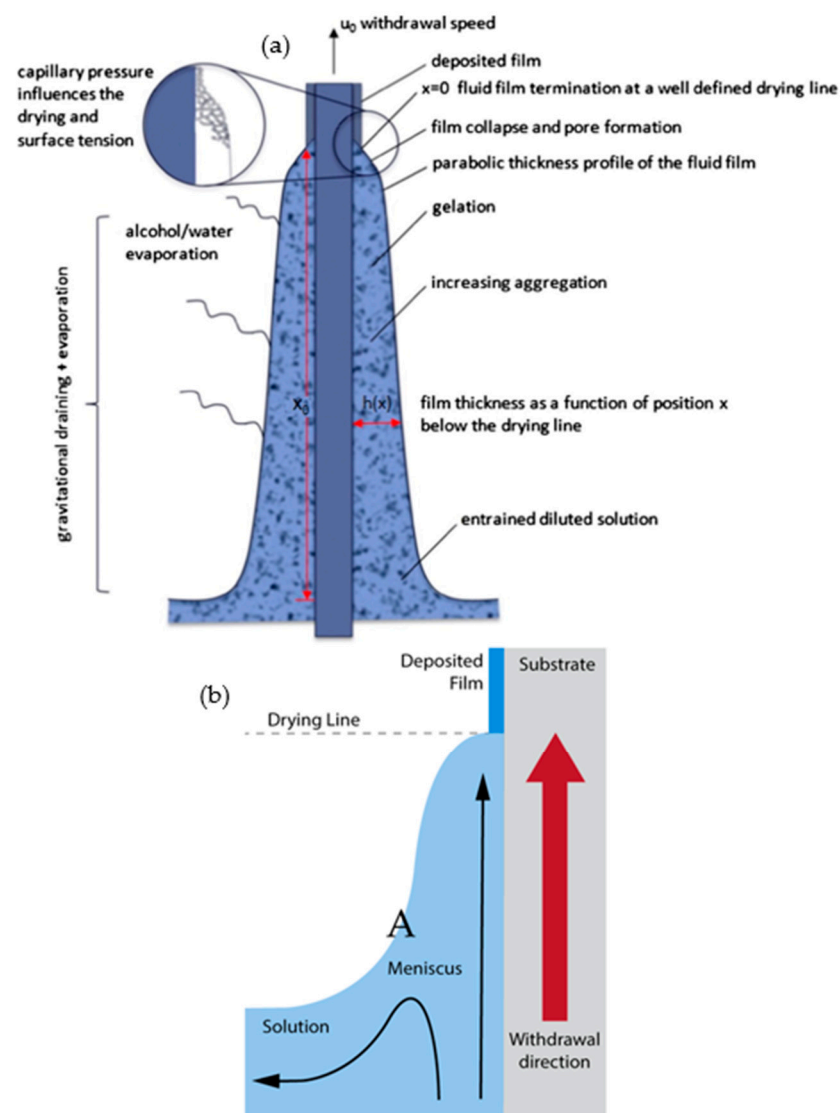 u₀ withdrawal speed
(a)
capillary pressure
influences the
drying and
surface tension
deposited film
x=0 fluid film termination at a well defined drying line
film collapse and pore formation
parabolic thickness profile of the fluid film
gelation
alcohol/water
evaporation
increasing aggregation
gravitational draining + evaporation
x₀
h(x)
film thickness as a function of position x
below the drying line
entrained diluted solution
(b)
Deposited
Film
Substrate
Drying Line
A
Meniscus
Solution
Withdrawal
direction